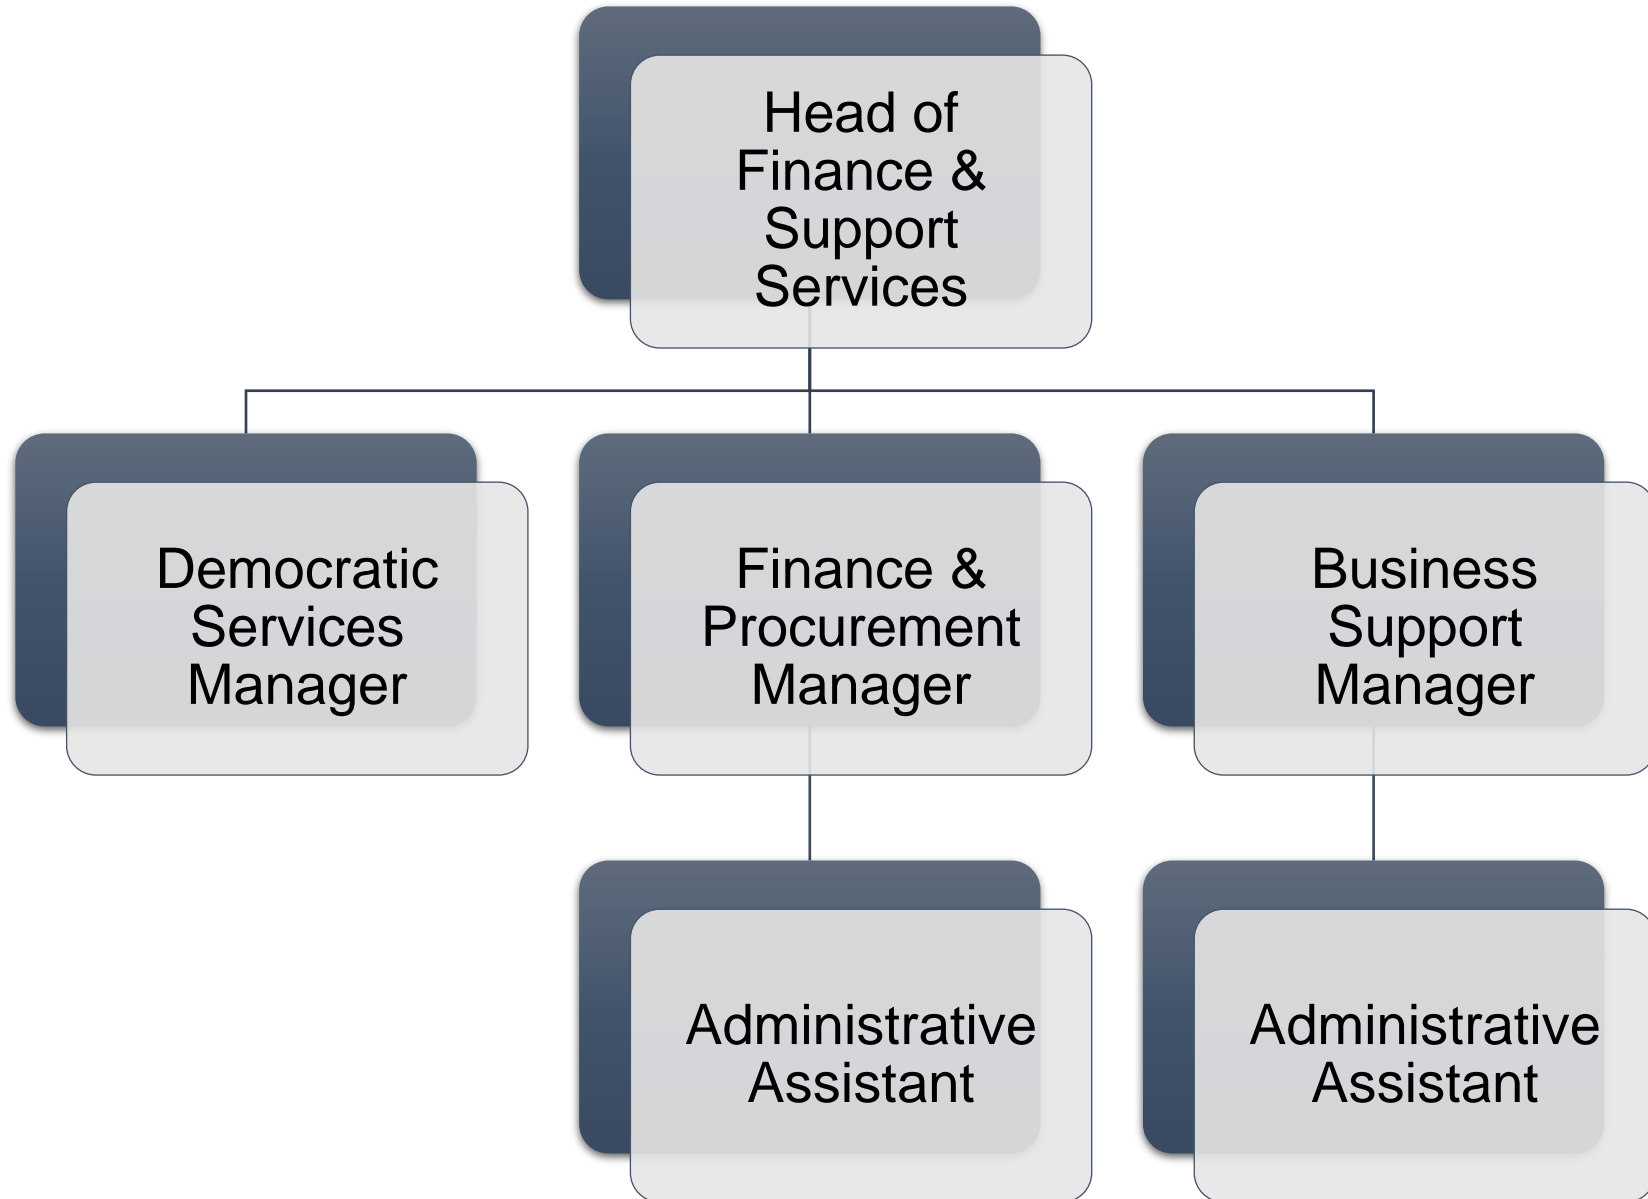 Head of
Finance &
Support
Services
Democratic
Services
Manager
Finance &
Procurement
Manager
Business
Support
Manager
Administrative
Assistant
Administrative
Assistant